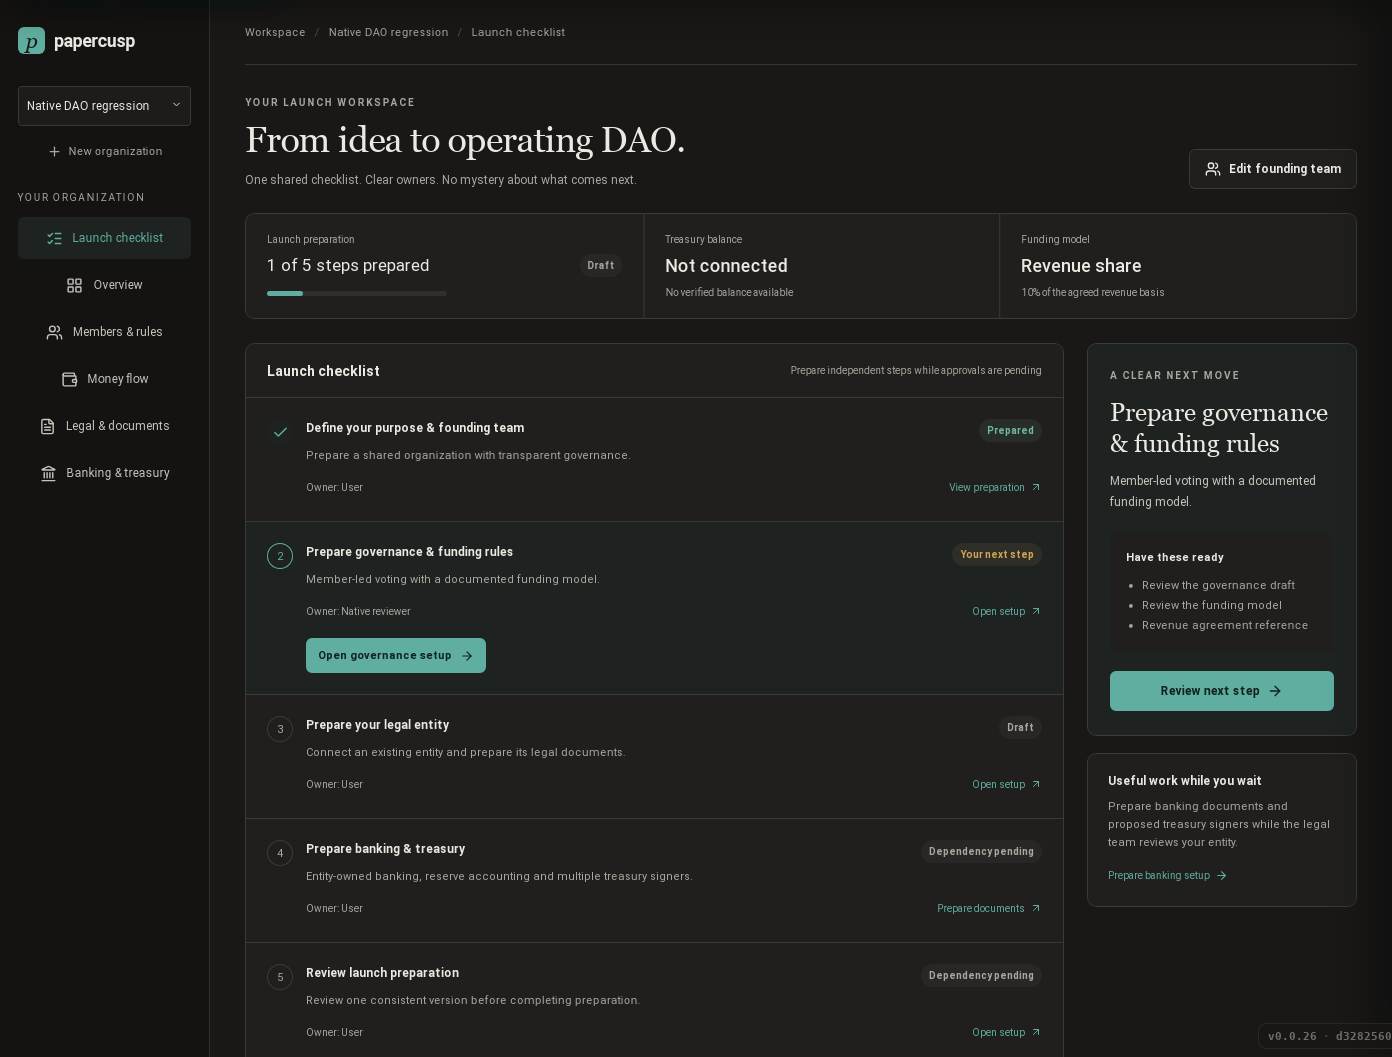 p papercusp
Native DAO regression
New organization
YOUR ORGANIZATION
Launch checklist
Overview
Members & rules
Money flow
Legal & documents
Banking & treasury
Workspace / Native DAO regression / Launch checklist
YOUR LAUNCH WORKSPACE
From idea to operating DAO.
One shared checklist. Clear owners. No mystery about what comes next.
Edit founding team
Launch preparation
1 of 5 steps prepared
Draft
Treasury balance
Not connected
No verified balance available
Funding model
Revenue share
10% of the agreed revenue basis
Launch checklist
Prepare independent steps while approvals are pending
Define your purpose & founding team
Prepared
Prepare a shared organization with transparent governance.
Owner: User
View preparation
2
Prepare governance & funding rules
Your next step
Member-led voting with a documented funding model.
Owner: Native reviewer
Open setup
Open governance setup
3
Prepare your legal entity
Draft
Connect an existing entity and prepare its legal documents.
Owner: User
Open setup
4
Prepare banking & treasury
Dependency pending
Entity-owned banking, reserve accounting and multiple treasury signers.
Owner: User
Prepare documents
5
Review launch preparation
Dependency pending
Review one consistent version before completing preparation.
Owner: User
Open setup
A CLEAR NEXT MOVE
Prepare governance
& funding rules
Member-led voting with a documented
funding model.
Have these ready
• Review the governance draft
• Review the funding model
• Revenue agreement reference
Review next step
Useful work while you wait
Prepare banking documents and
proposed treasury signers while the legal
team reviews your entity.
Prepare banking setup
v0.0.26 · d3282560